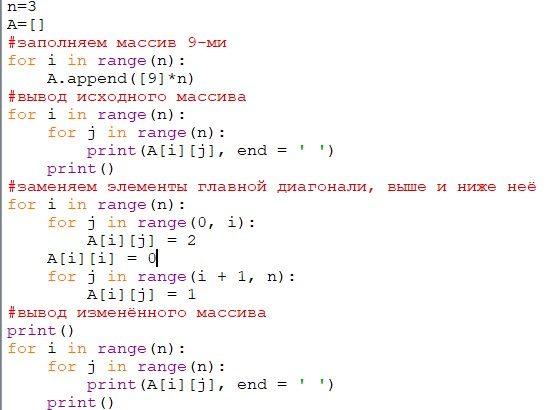 n=3
A=[]
#заполняем массив 9-ми
for i in range(n):
    A.append([9]*n)
#вывод исходного массива
for i in range(n):
    for j in range(n):
        print(A[i][j], end = ' ')
    print()
#заменяем элементы главной диагонали, выше и ниже неё
for i in range(n):
    for j in range(0, i):
        A[i][j] = 2
    A[i][i] = 0
    for j in range(i + 1, n):
        A[i][j] = 1
#вывод изменённого массива
print()
for i in range(n):
    for j in range(n):
        print(A[i][j], end = ' ')
    print()